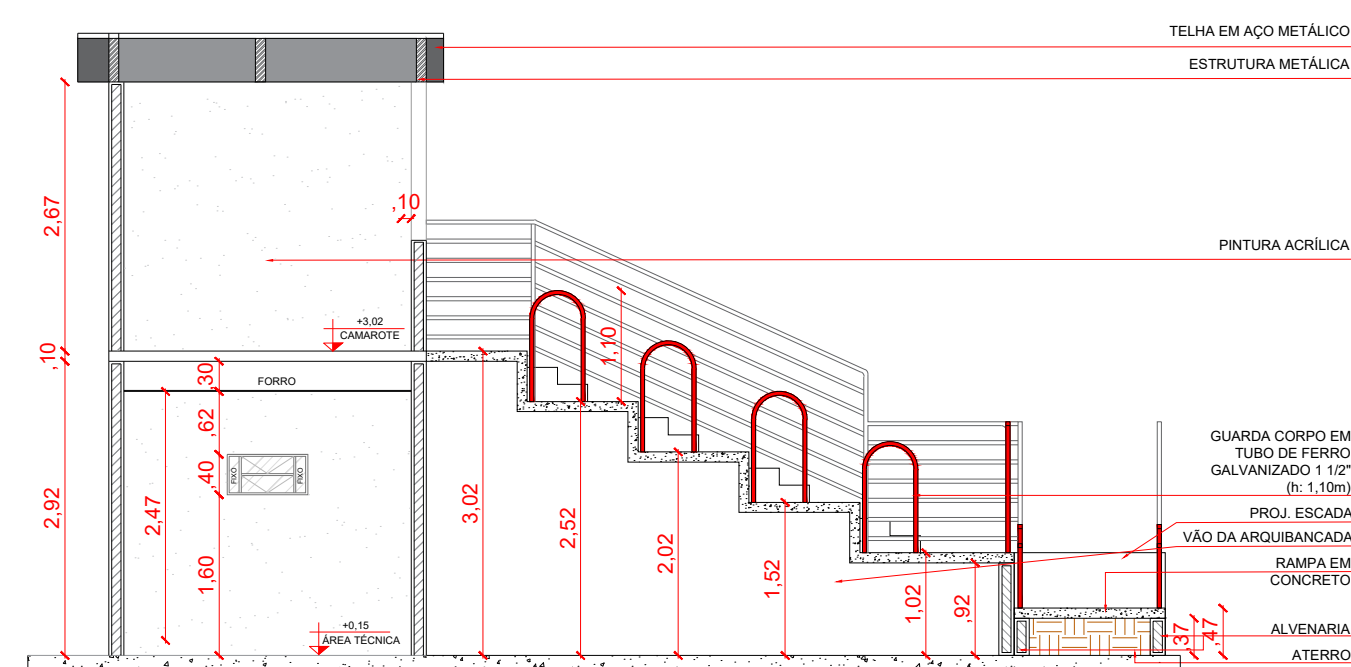 TELHA EM AÇO METÁLICO
ESTRUTURA METÁLICA
,10
2,67
PINTURA ACRÍLICA
+3,02
CAMAROTE
1,10
,10
,30
FORRO
,62
FIXO
FIXO
,40
2,92
2,47
1,60
3,02
2,52
2,02
1,52
1,02
,92
,37
,47
+0,15
ÁREA TÉCNICA
GUARDA CORPO EM
TUBO DE FERRO
GALVANIZADO 1 1/2"
(h: 1,10m)
PROJ. ESCADA
VÃO DA ARQUIBANCADA
RAMPA EM
CONCRETO
ALVENARIA
ATERRO